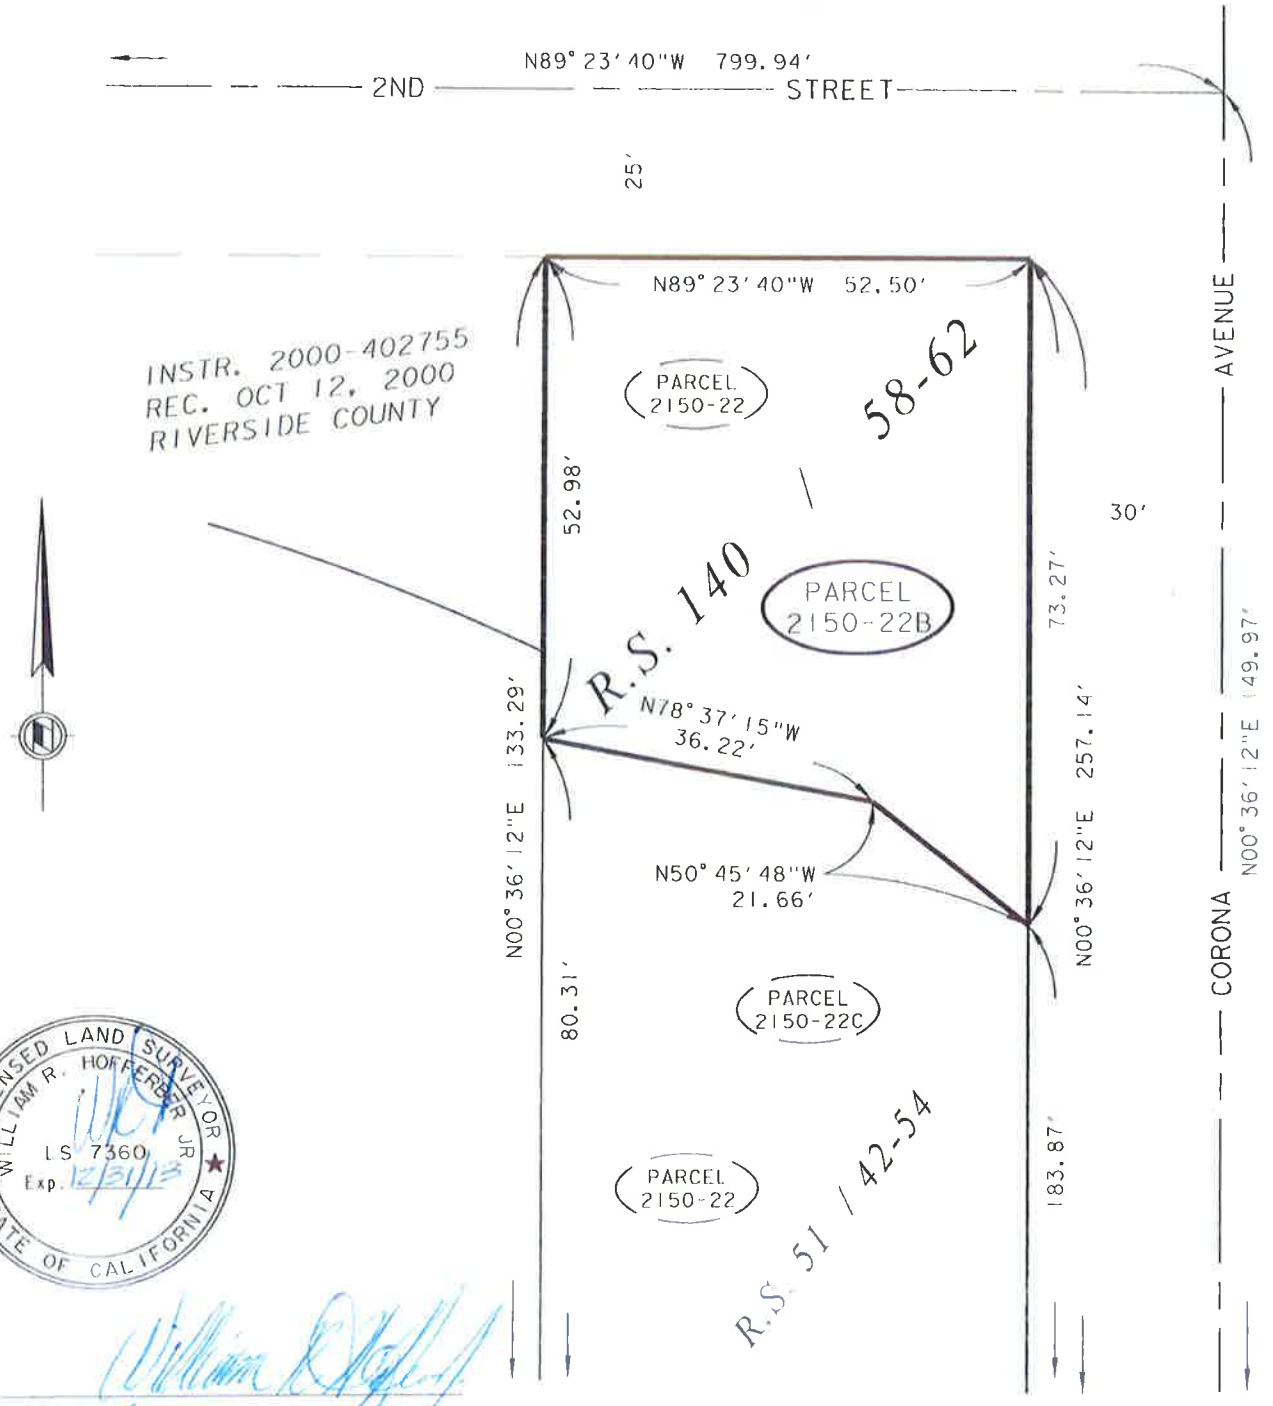 N89°23'40"W 799.94'
2ND STREET
25'
N89°23'40"W 52.50'
INSTR. 2000-402755
REC. OCT 12, 2000
RIVERSIDE COUNTY
PARCEL
2150-22
58-62
/
R.S. 140
52.98'
30'
AVENUE
CORONA
PARCEL
2150-22B
73.27'
N00°36'12"E 133.29'
N78°37'15"W
36.22'
N00°36'12"E 257.14'
N00°36'12"E 149.97'
N50°45'48"W
21.66'
80.31'
PARCEL
2150-22C
183.87'
PARCEL
2150-22
R.S. 51 / 42-54
LAND SURVEYOR
WILLIAM R. HOFFERBER JR
LS 7360
Exp. 12/31/13
OF CALIFORNIA
William R Hofferber Jr